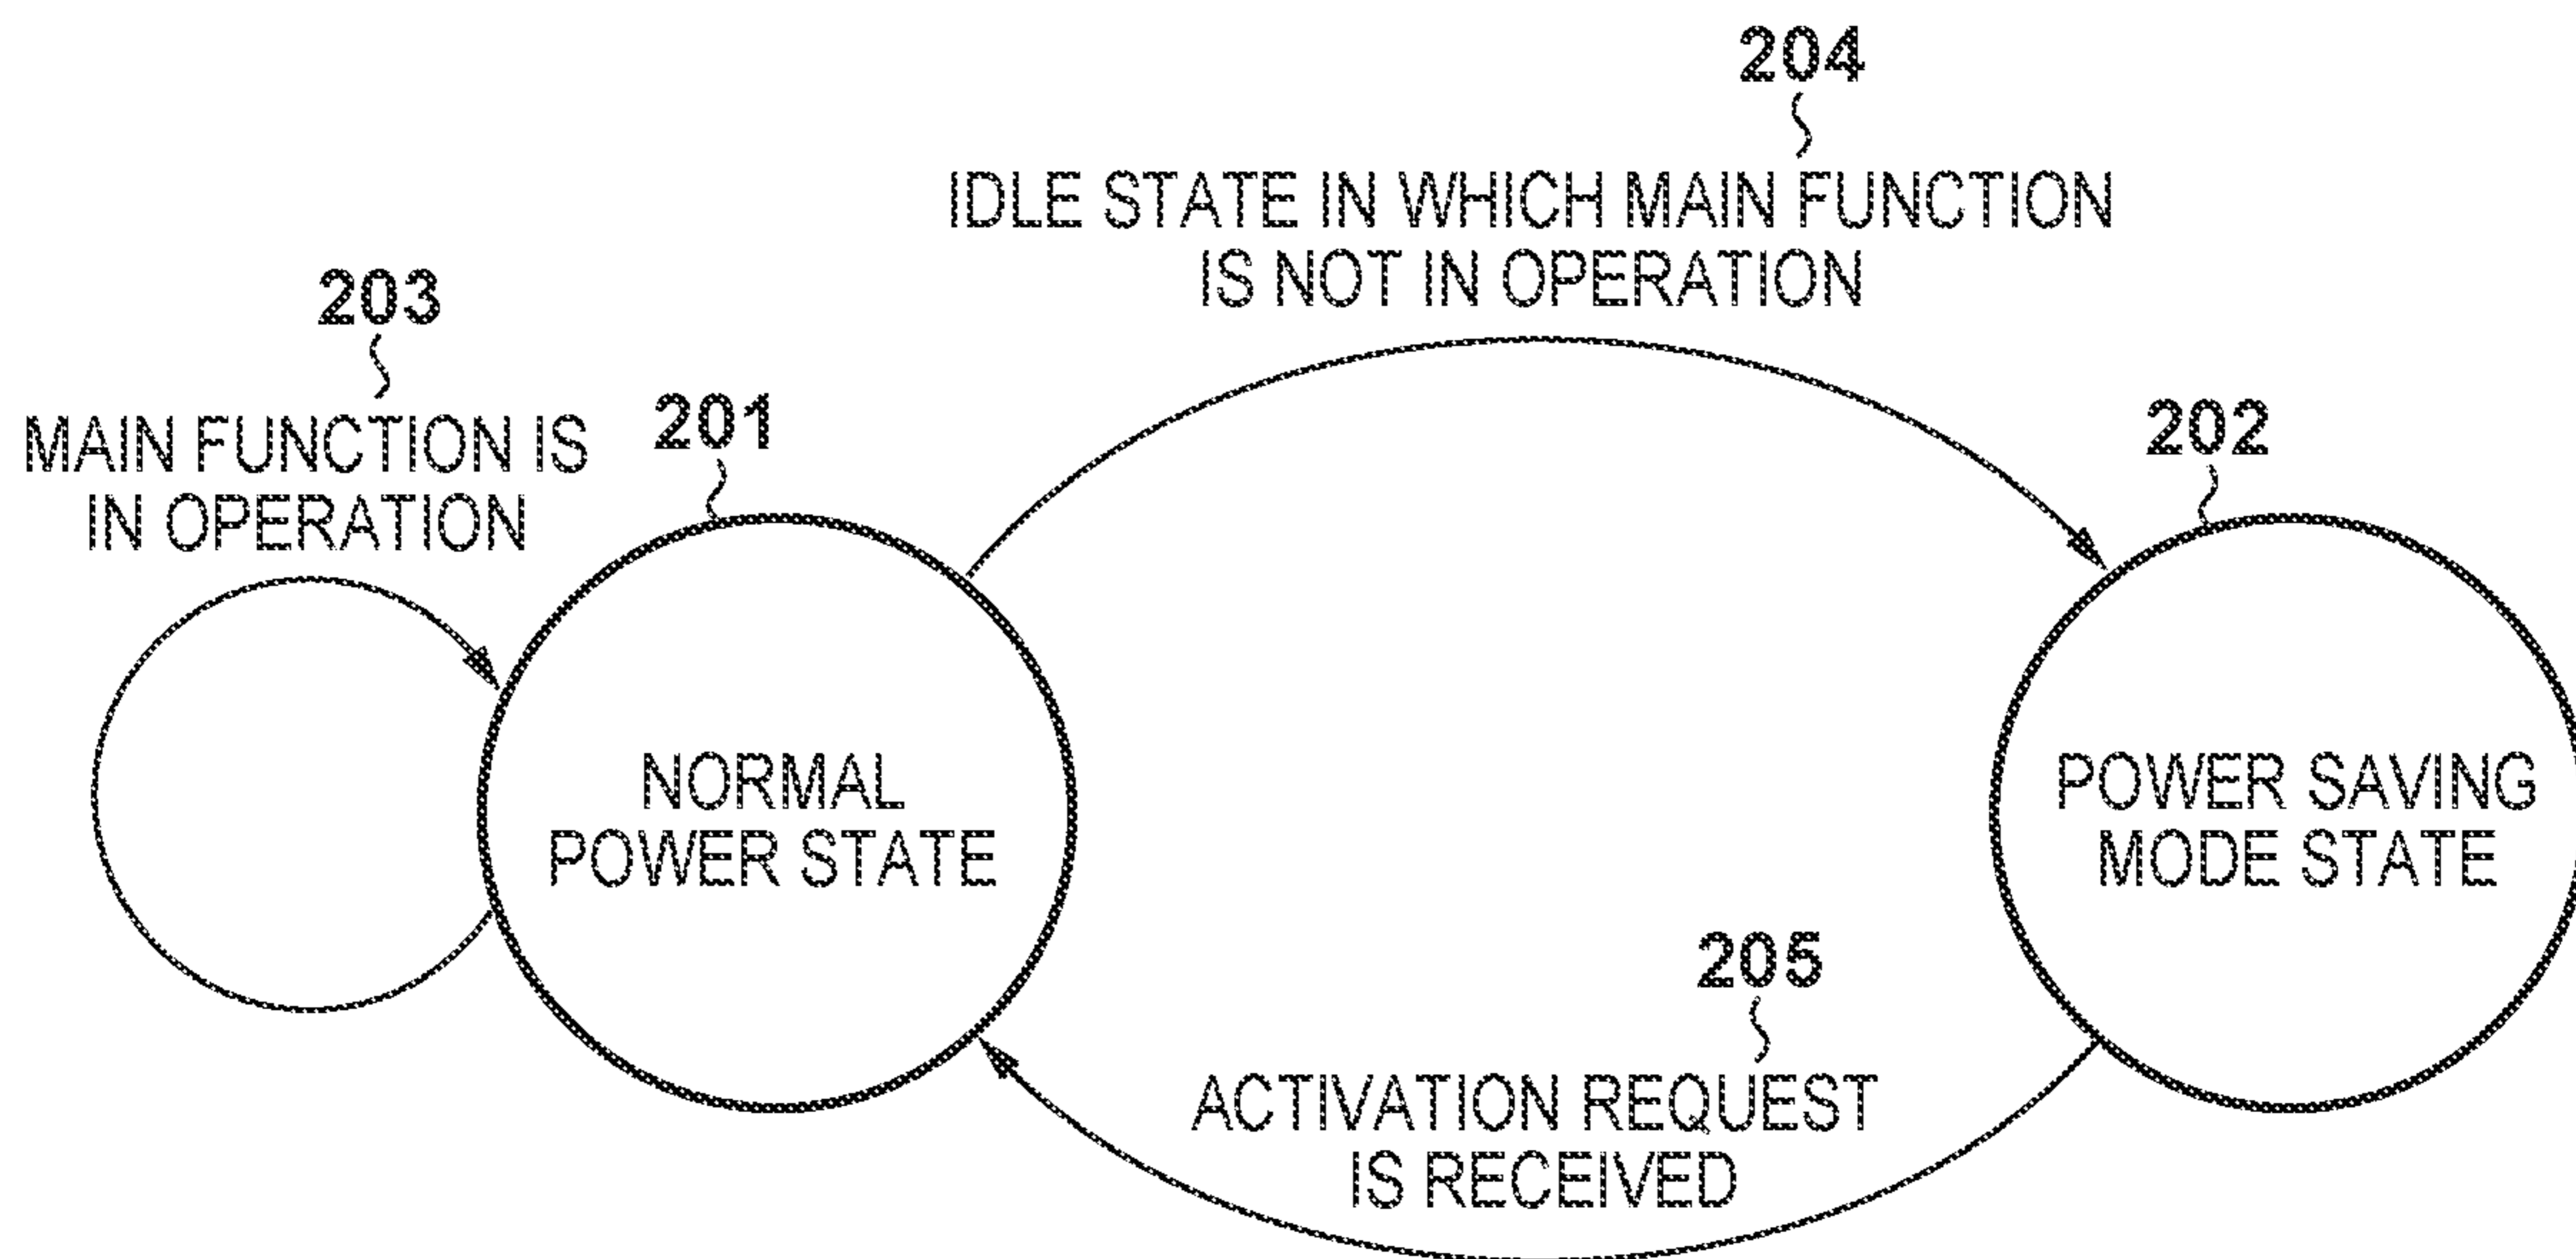 204
IDLE STATE IN WHICH MAIN FUNCTION
IS NOT IN OPERATION
203
MAIN FUNCTION IS
IN OPERATION
201
202
NORMAL
POWER STATE
POWER SAVING
MODE STATE
205
ACTIVATION REQUEST
IS RECEIVED